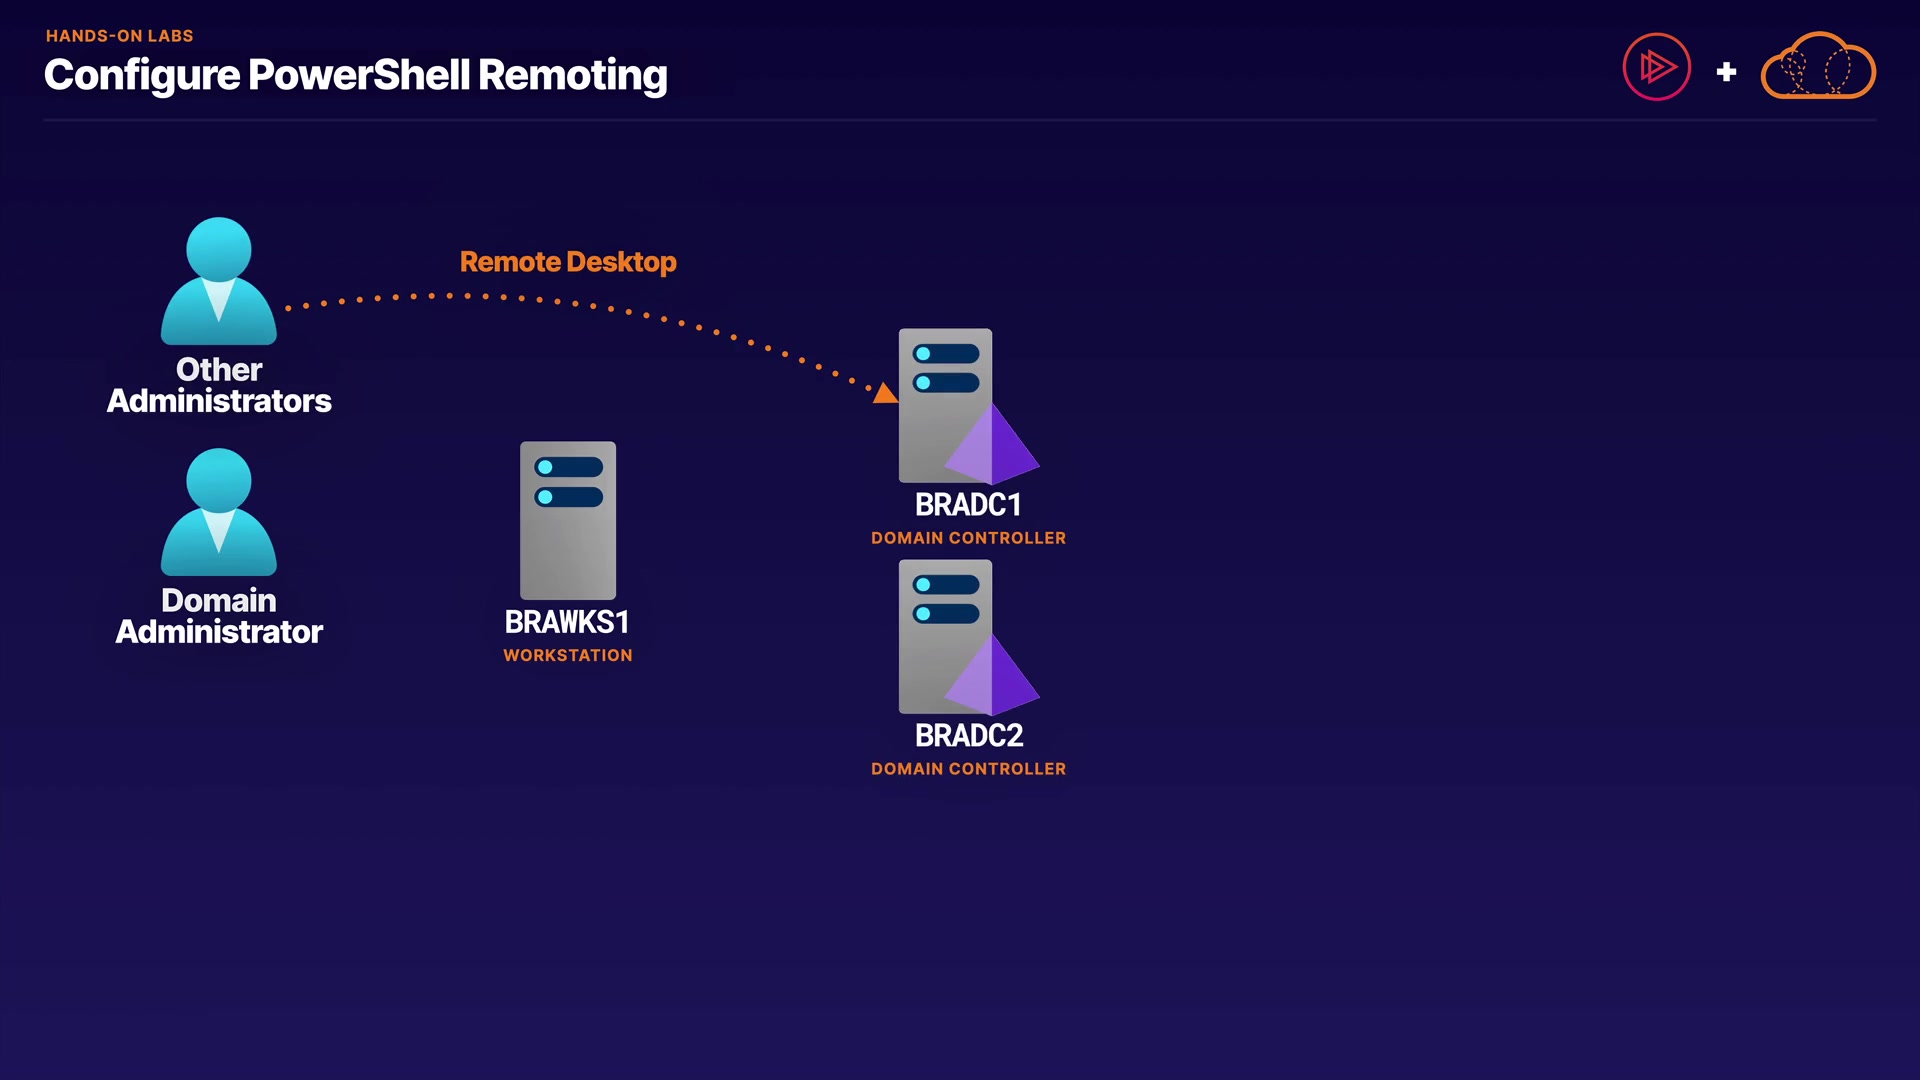 HANDS-ON LABS
Configure PowerShell Remoting
Remote Desktop
Other
Administrators
Domain
Administrator
BRAWKS1
WORKSTATION
BRADC1
DOMAIN CONTROLLER
BRADC2
DOMAIN CONTROLLER